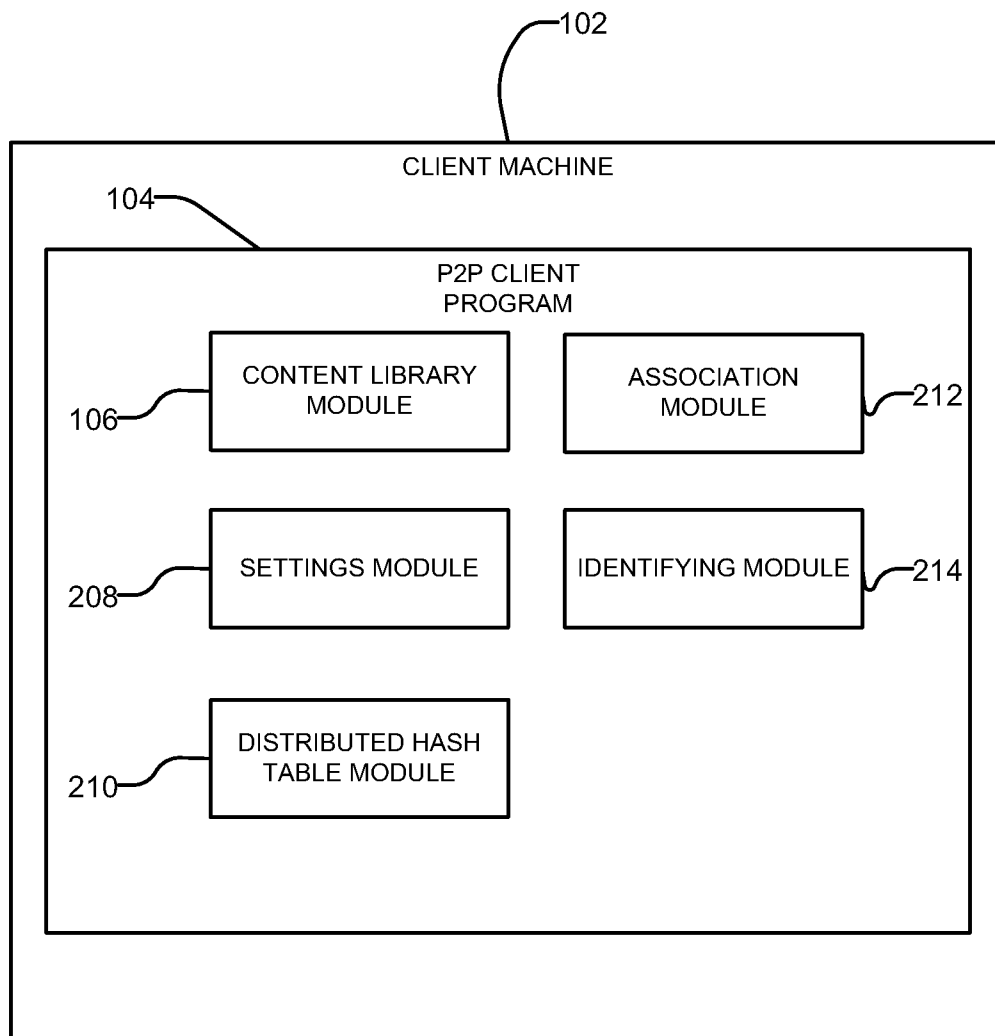 102
CLIENT MACHINE
104
P2P CLIENT
PROGRAM
CONTENT LIBRARY
MODULE
106
ASSOCIATION
MODULE
212
SETTINGS MODULE
208
IDENTIFYING MODULE
214
DISTRIBUTED HASH
TABLE MODULE
210